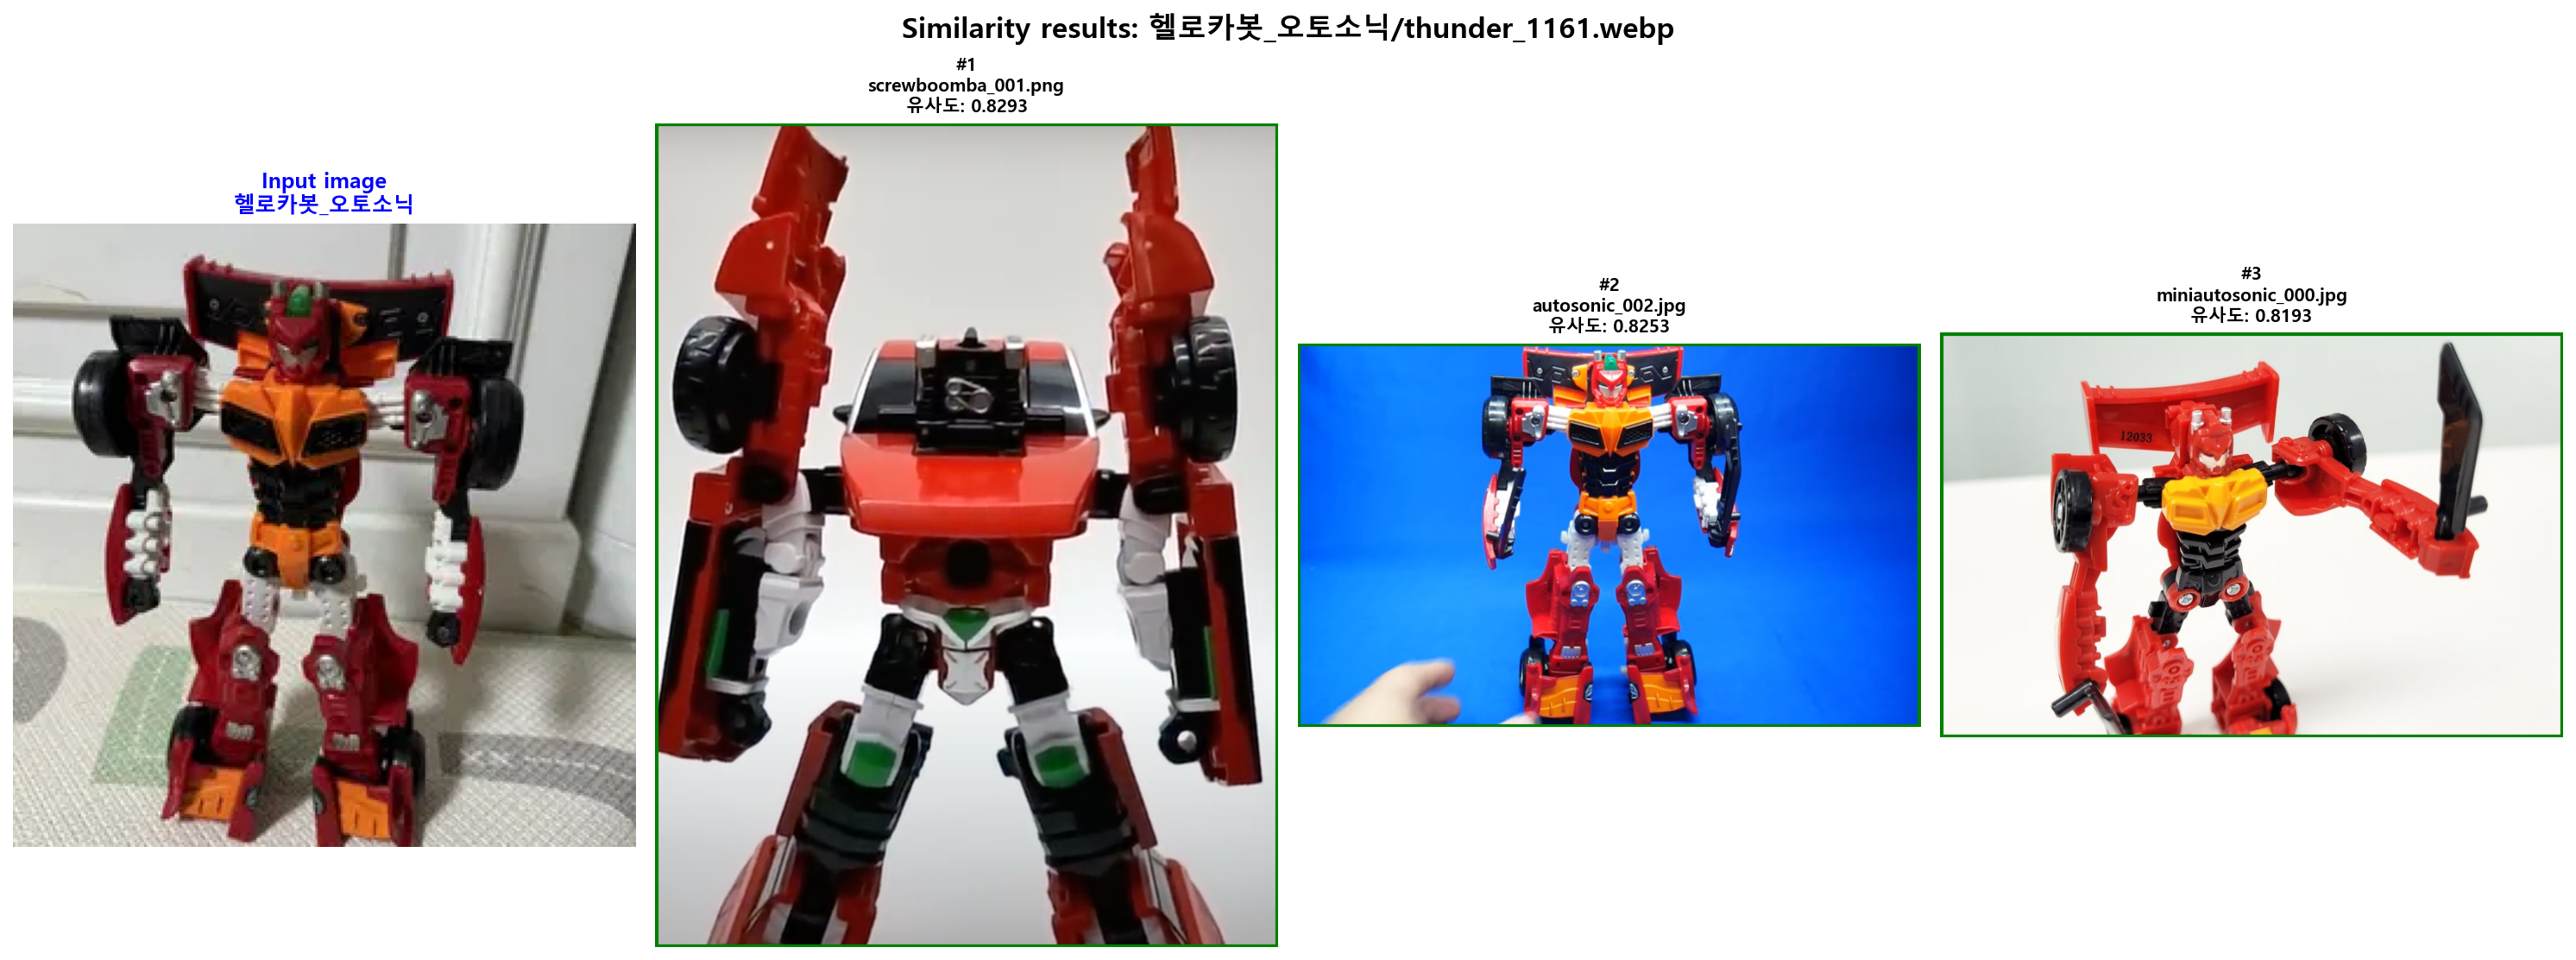 Similarity results: 헬로카봇_오토소닉/thunder_1161.webp
Input image
헬로카봇_오토소닉
#1
screwboomba_001.png
유사도: 0.8293
#2
autosonic_002.jpg
유사도: 0.8253
#3
miniautosonic_000.jpg
유사도: 0.8193
12033